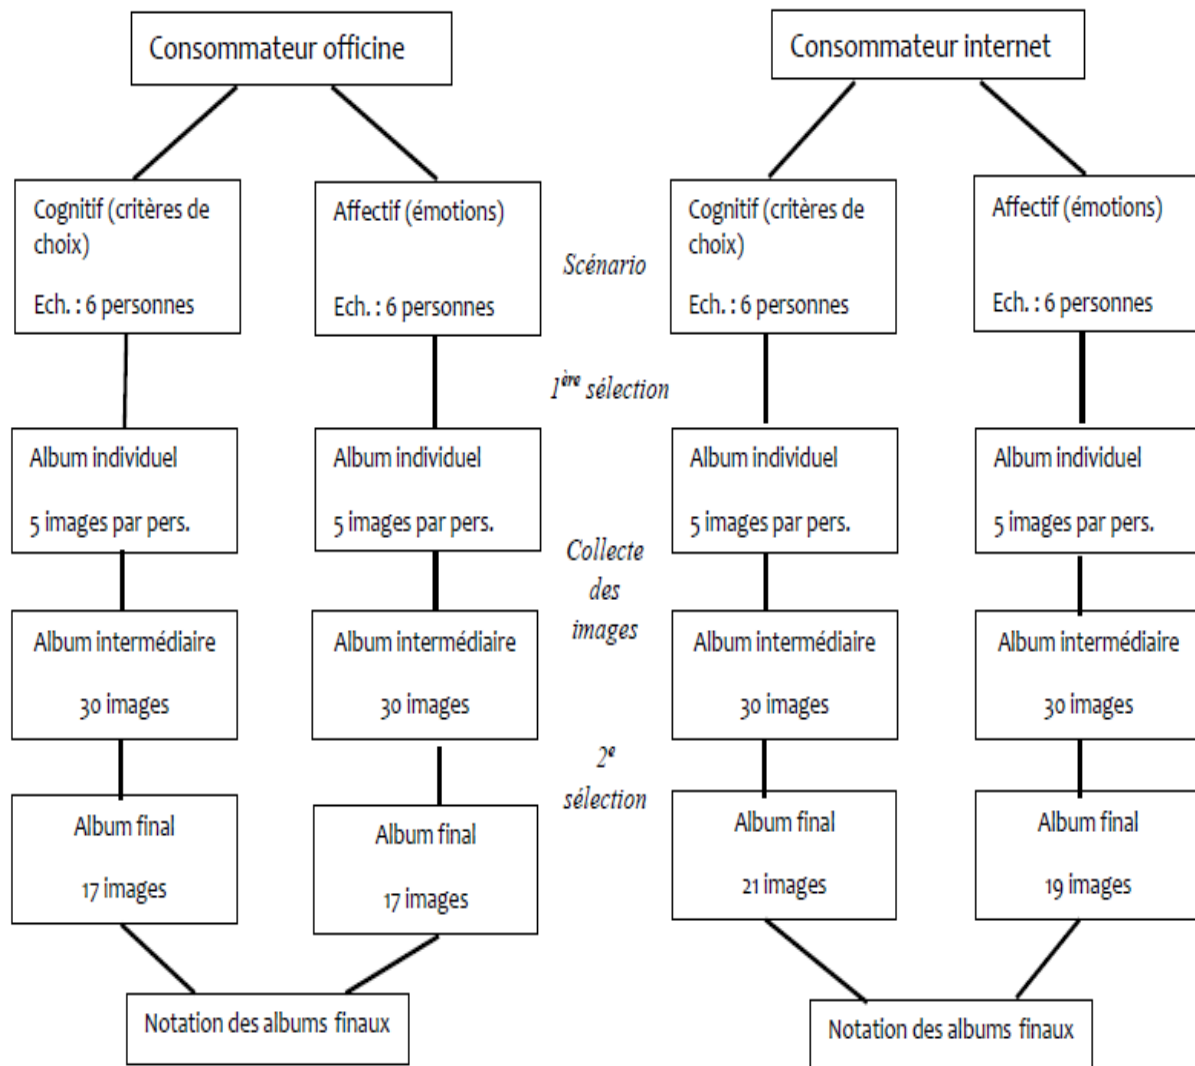 Consommateur officine
Consommateur internet
Cognitif (critères de
choix)
Ech. : 6 personnes
Affectif (émotions)
Ech. : 6 personnes
Scénario
Cognitif (critères de
choix)
Ech. : 6 personnes
Affectif (émotions)
Ech. : 6 personnes
1ère sélection
Album individuel
5 images par pers.
Album individuel
5 images par pers.
Album individuel
5 images par pers.
Album individuel
5 images par pers.
Collecte
des
images
Album intermédiaire
30 images
Album intermédiaire
30 images
Album intermédiaire
30 images
Album intermédiaire
30 images
2e
sélection
Album final
17 images
Album final
17 images
Album final
21 images
Album final
19 images
Notation des albums finaux
Notation des albums finaux